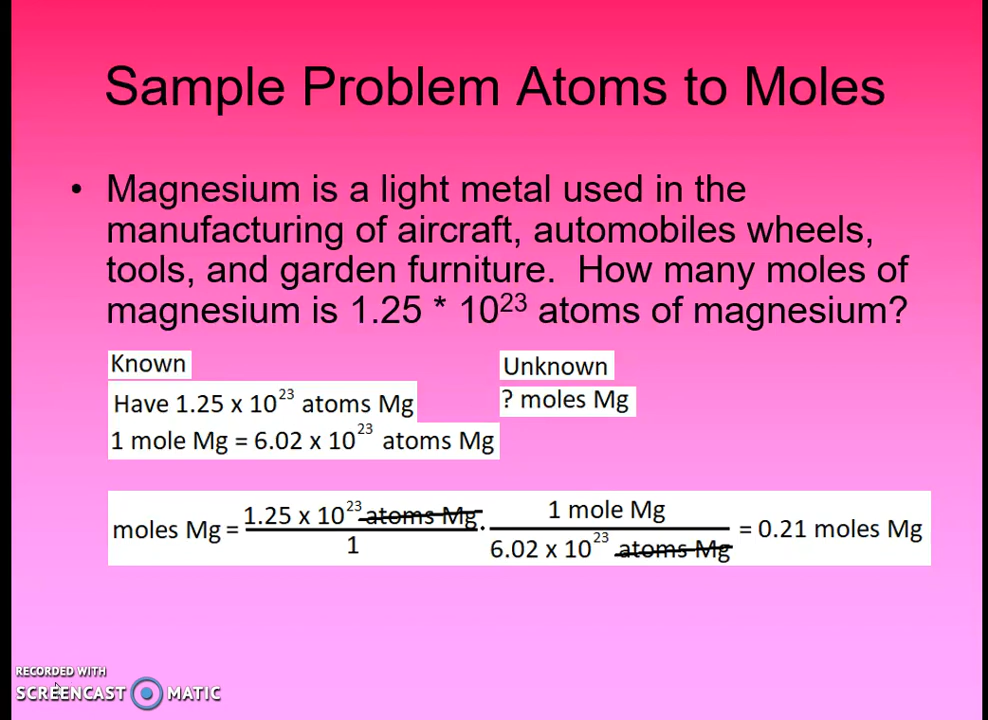 Sample Problem Atoms to Moles
• Magnesium is a light metal used in the
manufacturing of aircraft, automobiles wheels,
tools, and garden furniture. How many moles of
magnesium is 1.25 * 10²³ atoms of magnesium?
Known
Have 1.25 x 10²³ atoms Mg
1 mole Mg = 6.02 x 10²³ atoms Mg
Unknown
? moles Mg
moles Mg = 1.25 x 10²³ atoms Mg / 1 · 1 mole Mg / 6.02 x 10²³ atoms Mg = 0.21 moles Mg
RECORDED WITH
SCREENCAST MATIC